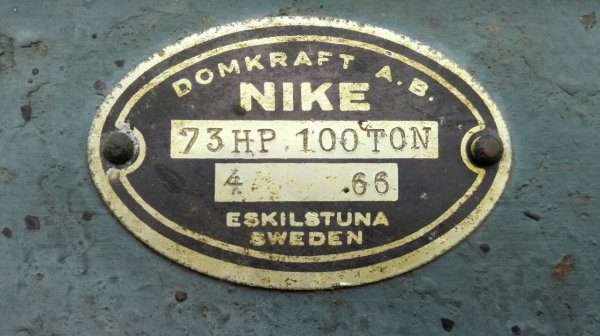 DOMKRAFT A.B.
NIKE
73HP 100TON
4 66
ESKILSTUNA
SWEDEN